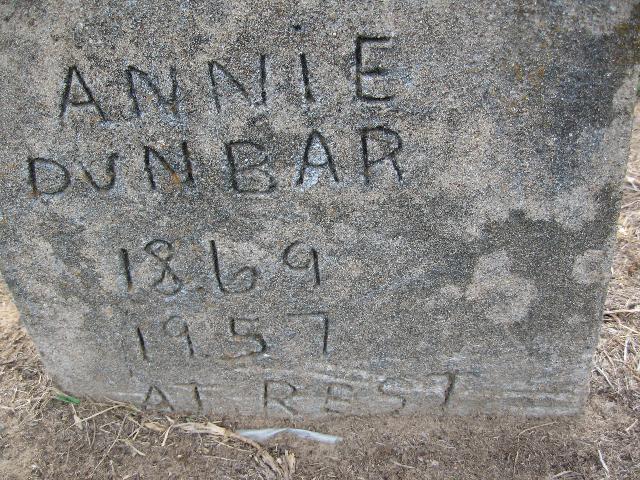 ANNIE
DUNBAR
1869
1957
AT REST